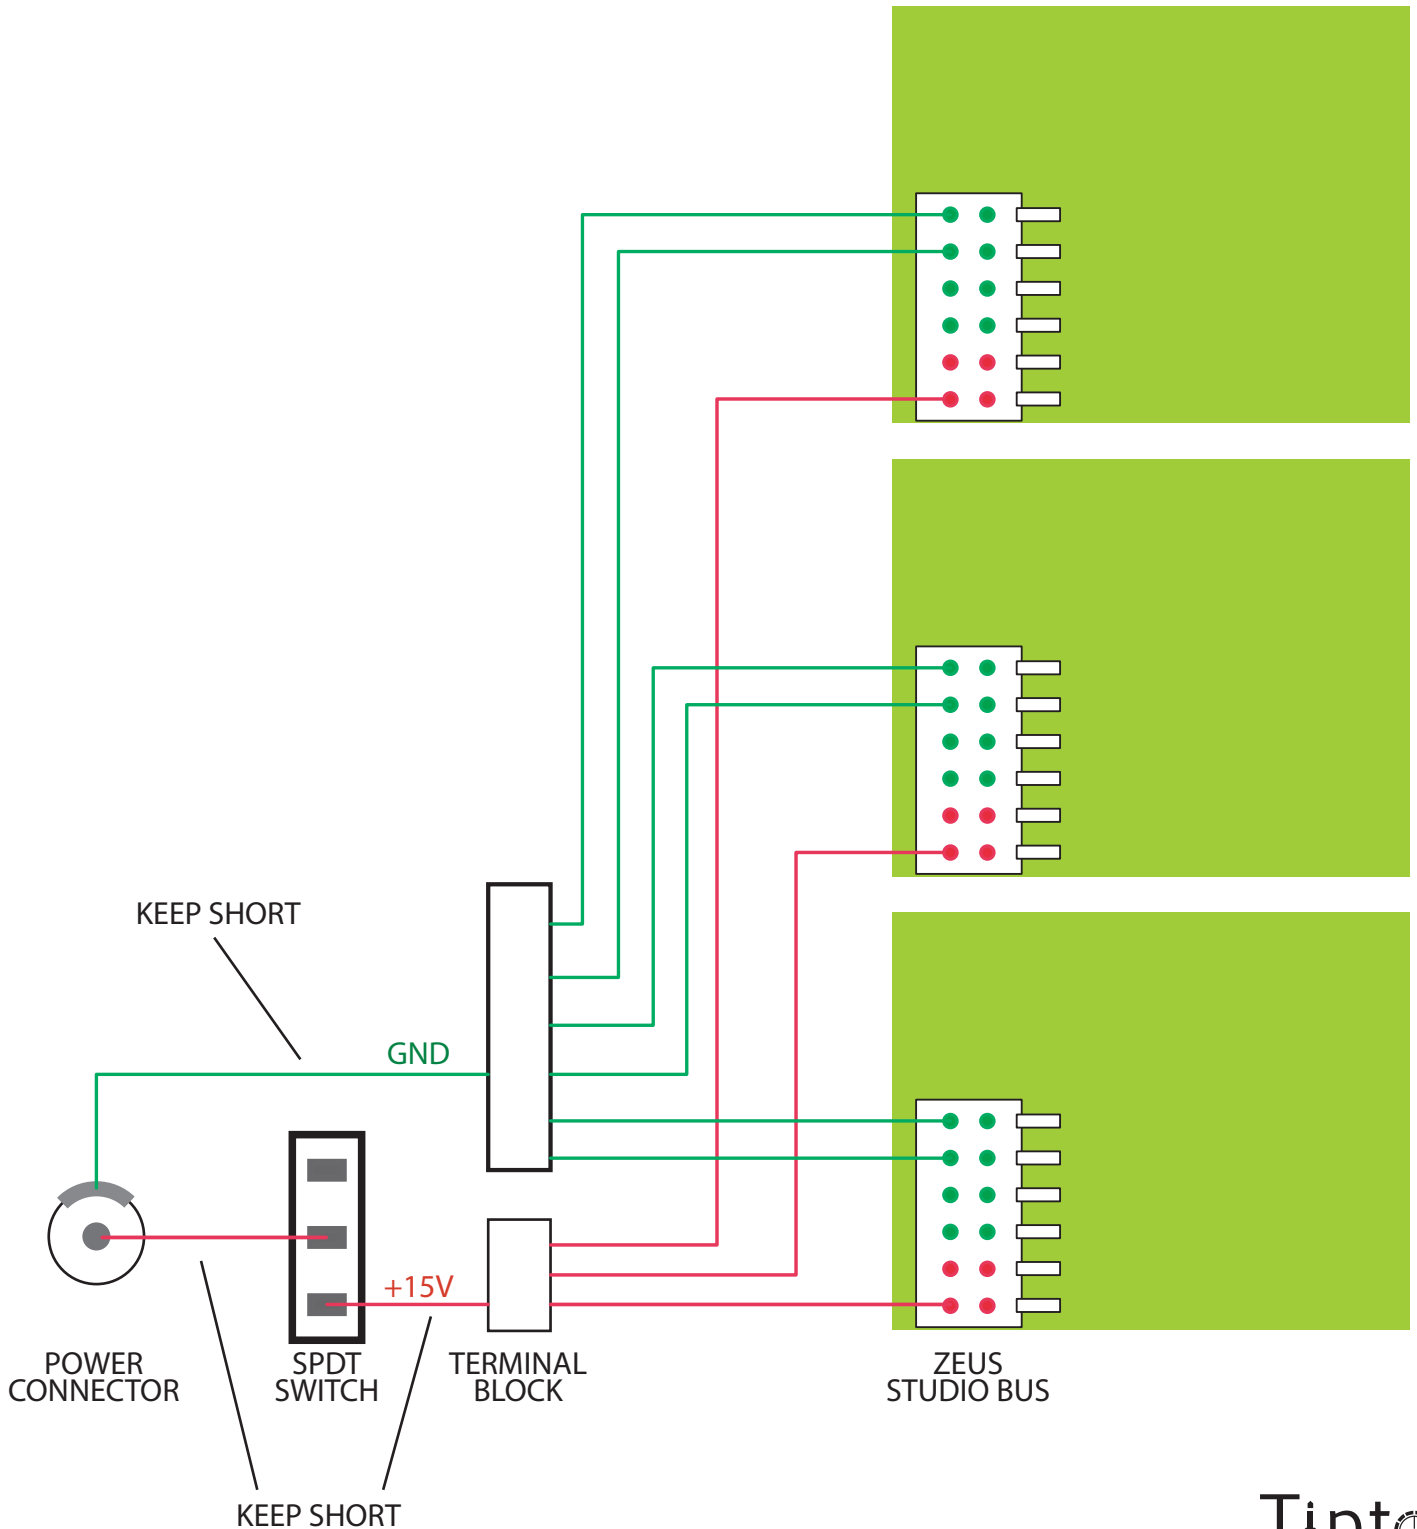 KEEP SHORT
GND
+15V
POWER
CONNECTOR
SPDT
SWITCH
TERMINAL
BLOCK
ZEUS
STUDIO BUS
KEEP SHORT